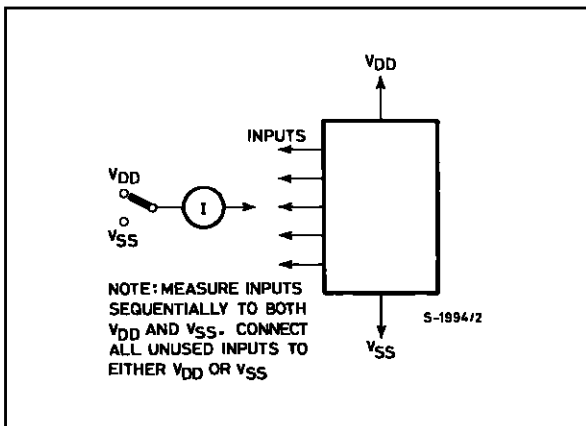 VDD
INPUTS
VDD
I
VSS
NOTE: MEASURE INPUTS
SEQUENTIALLY TO BOTH
VDD AND VSS. CONNECT
ALL UNUSED INPUTS TO
EITHER VDD OR VSS
S-1994/2
VSS